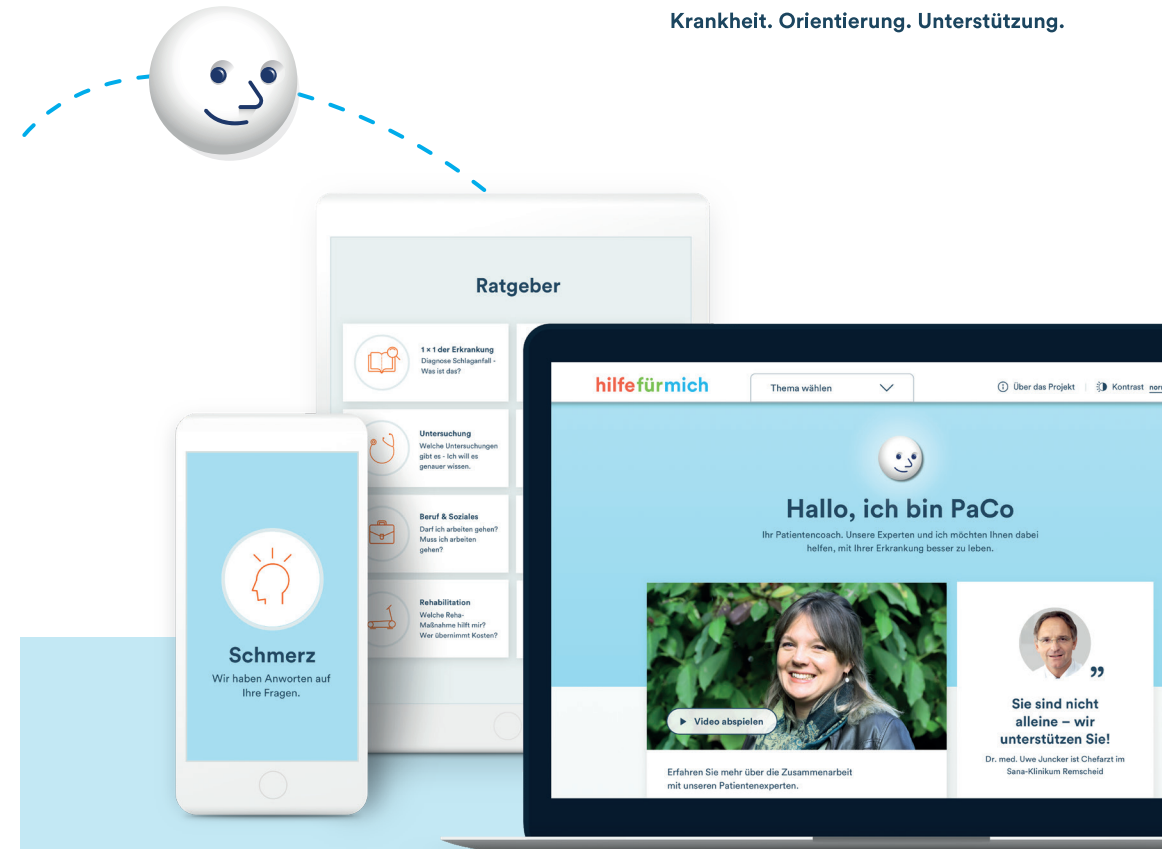 Krankheit. Orientierung. Unterstützung.
Ratgeber
1 × 1 der Erkrankung
Diagnose Schlaganfall -
Was ist das?
Untersuchung
Welche Untersuchungen
gibt es - Ich will es
genauer wissen.
Beruf & Soziales
Darf ich arbeiten gehen?
Muss ich arbeiten
gehen?
Rehabilitation
Welche Reha-
Maßnahme hilft mir?
Wer übernimmt Kosten?
Schmerz
Wir haben Anworten auf
Ihre Fragen.
hilfefürmich
Thema wählen
Über das Projekt
Kontrast
Hallo, ich bin PaCo
Ihr Patientencoach. Unsere Experten und ich möchten Ihnen dabei
helfen, mit Ihrer Erkrankung besser zu leben.
Video abspielen
Erfahren Sie mehr über die Zusammenarbeit
mit unseren Patientenexperten.
„
Sie sind nicht
alleine – wir
unterstützen Sie!
Dr. med. Uwe Juncker ist Chefarzt im
Sana-Klinikum Remscheid